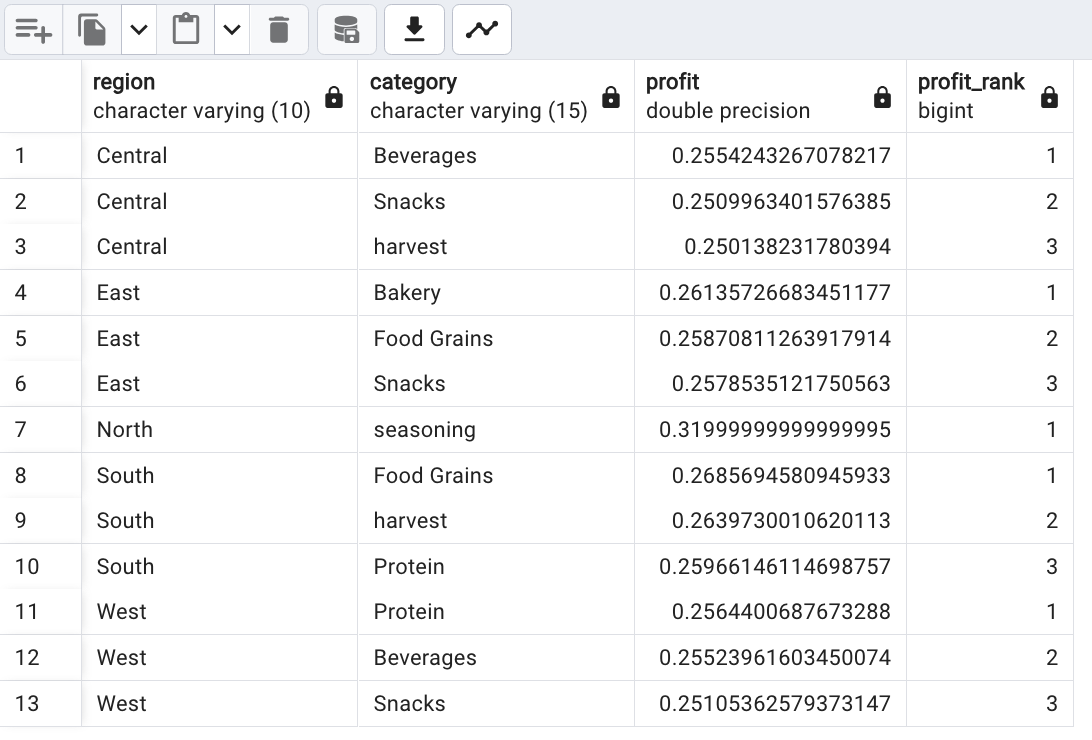 region category profit profit_rank
character varying (10) character varying (15) double precision bigint
1 Central Beverages 0.2554243267078217 1
2 Central Snacks 0.2509963401576385 2
3 Central harvest 0.250138231780394 3
4 East Bakery 0.26135726683451177 1
5 East Food Grains 0.25870811263917914 2
6 East Snacks 0.2578535121750563 3
7 North seasoning 0.31999999999999995 1
8 South Food Grains 0.2685694580945933 1
9 South harvest 0.2639730010620113 2
10 South Protein 0.25966146114698757 3
11 West Protein 0.2564400687673288 1
12 West Beverages 0.25523961603450074 2
13 West Snacks 0.251053625793731​47 3